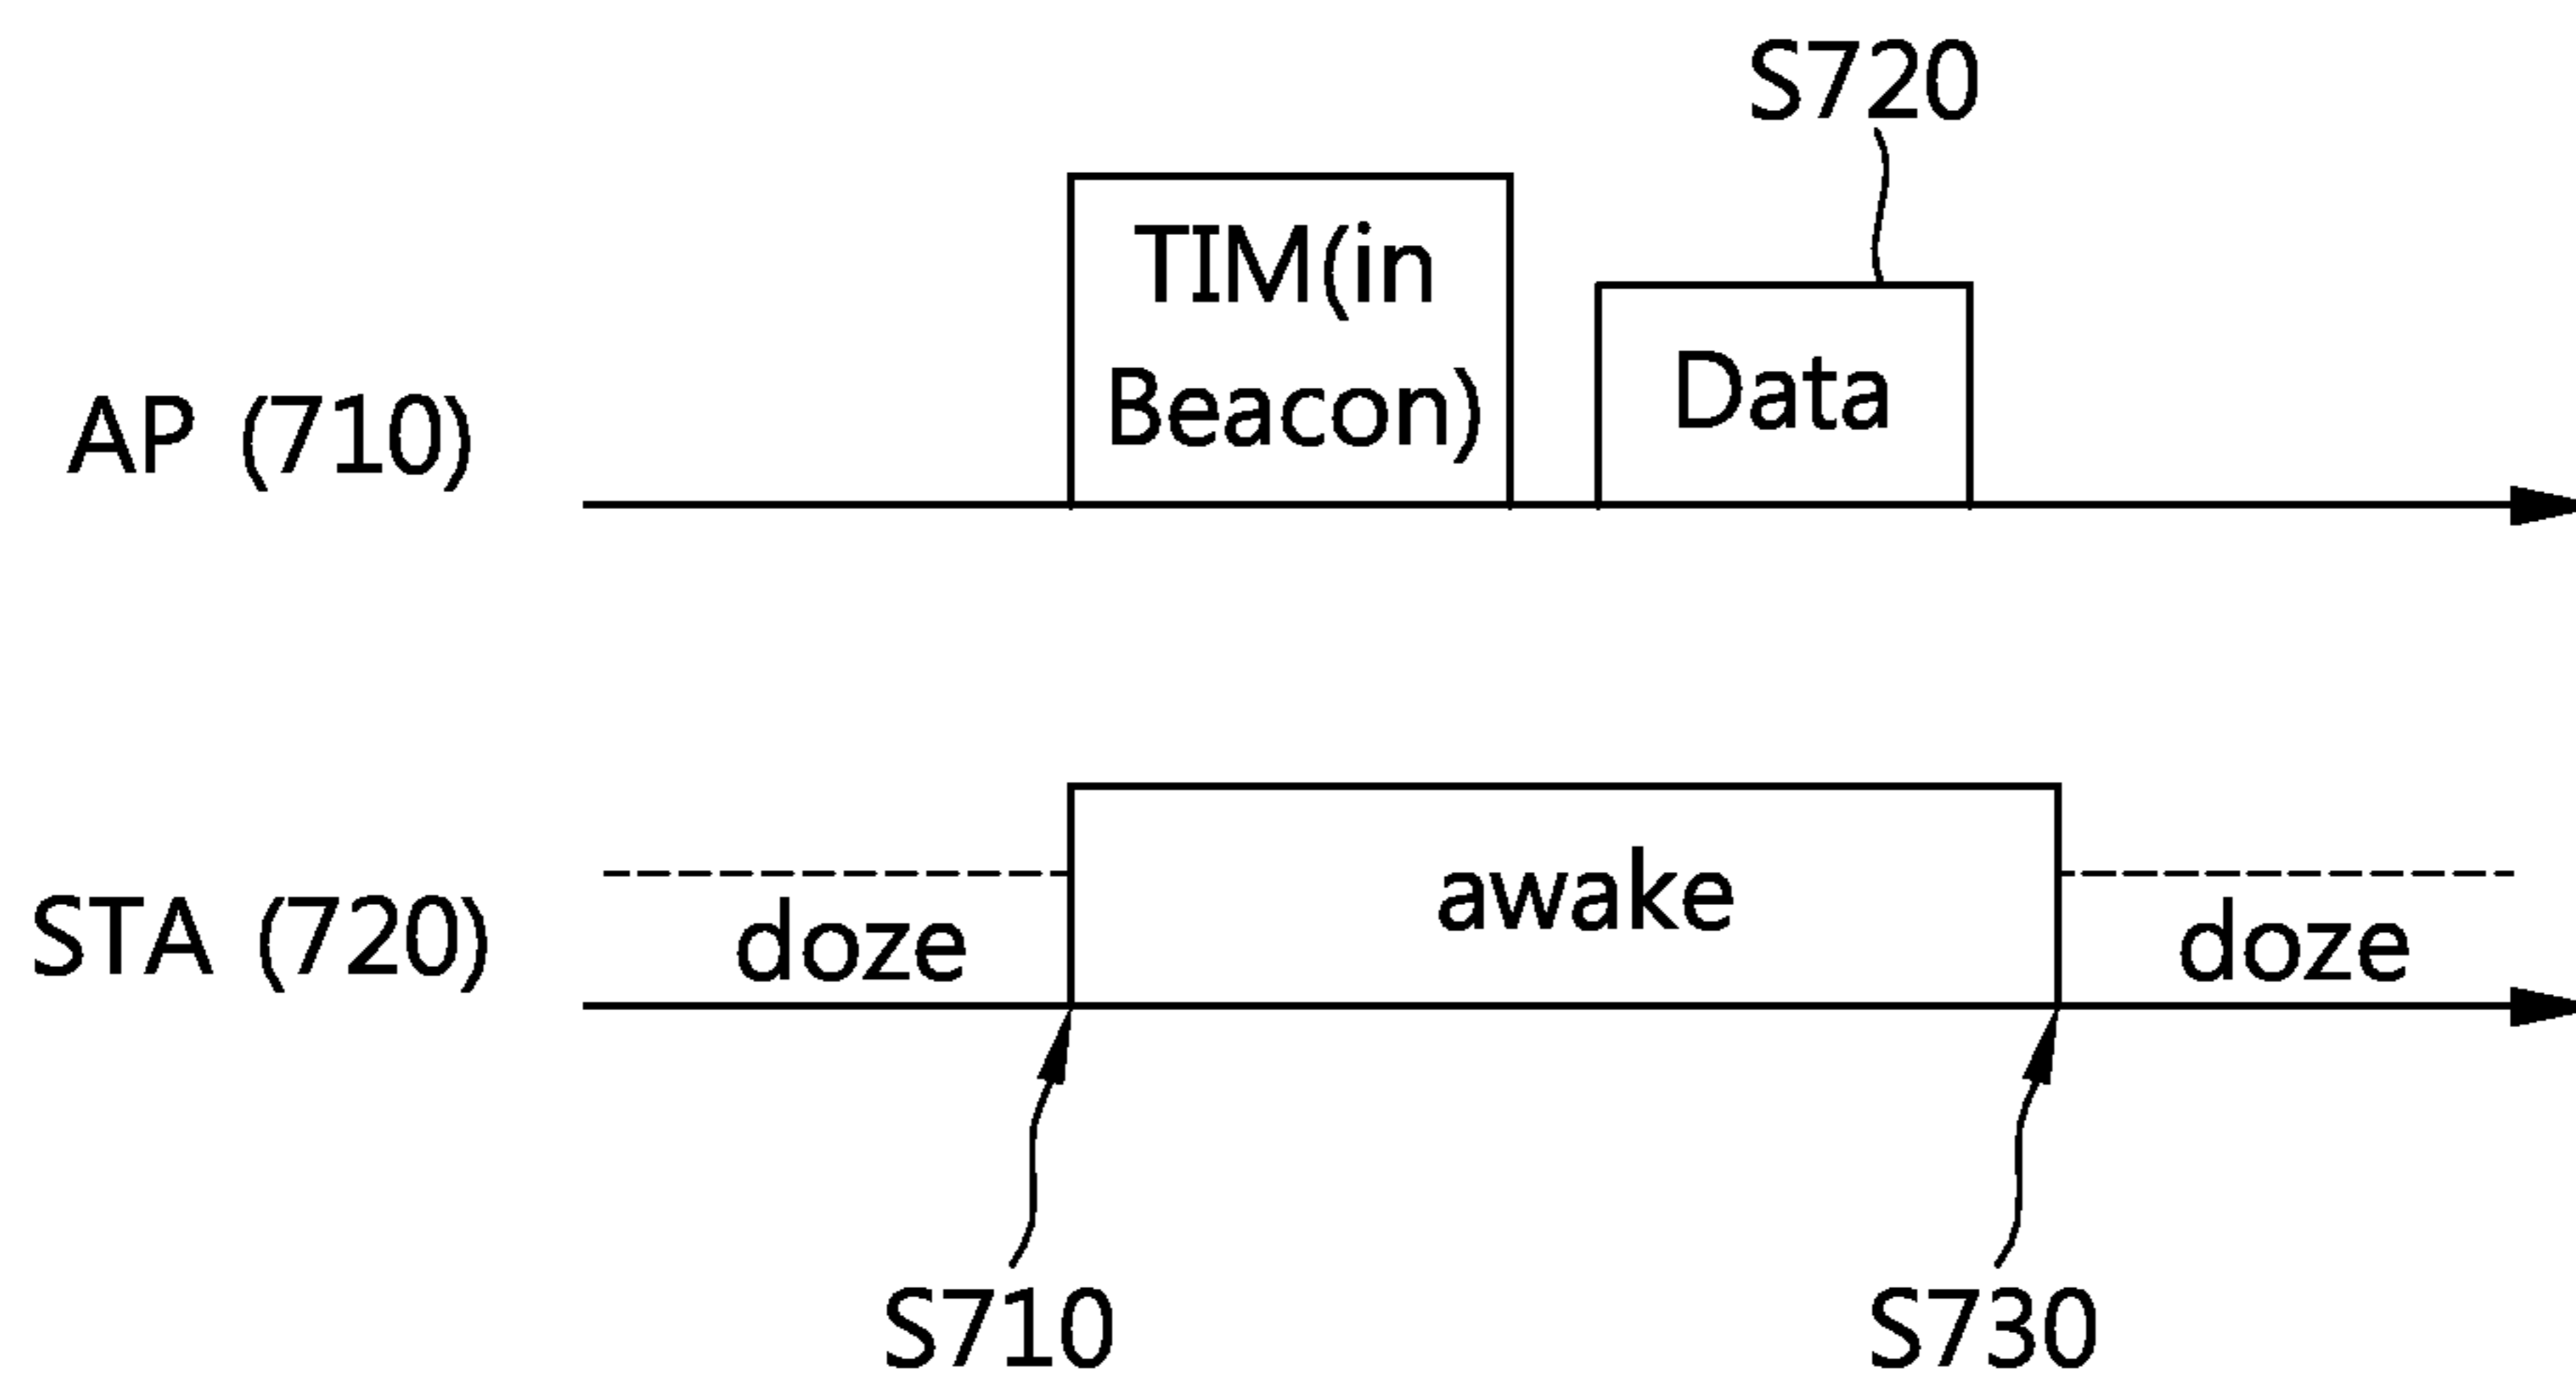 S720
TIM(in
Beacon)
Data
AP (710)
awake
STA (720)
doze
doze
S710
S730